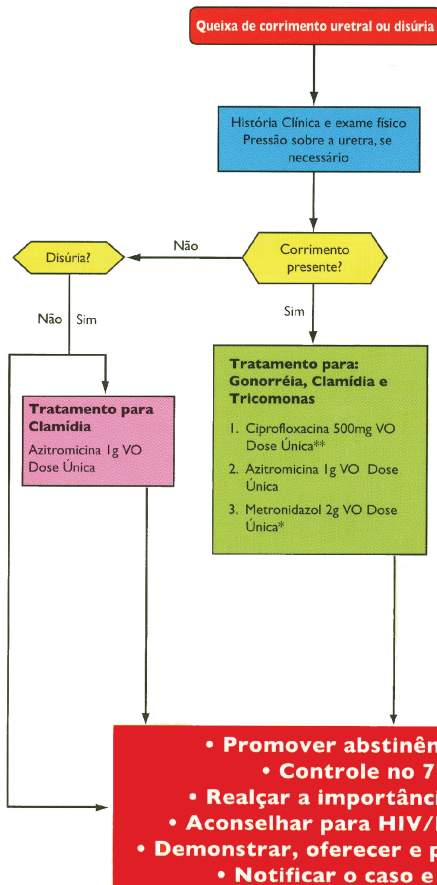 Queixa de corrimento uretral ou disúria
História Clínica e exame físico
Pressão sobre a uretra, se
necessário
Corrimento
presente?
Não
Disúria?
Sim
Não
Sim
Tratamento para:
Gonorréia, Clamídia e
Tricomonas
1. Ciprofloxacina 500mg VO
Dose Única**
2. Azitromicina 1g VO Dose
Única
3. Metronidazol 2g VO Dose
Única*
Tratamento para
Clamídia
Azitromicina 1g VO
Dose Única
• Promover abstinên
• Controle no 7
• Realçar a importânci
• Aconselhar para HIV/
• Demonstrar, oferecer e p
• Notificar o caso e